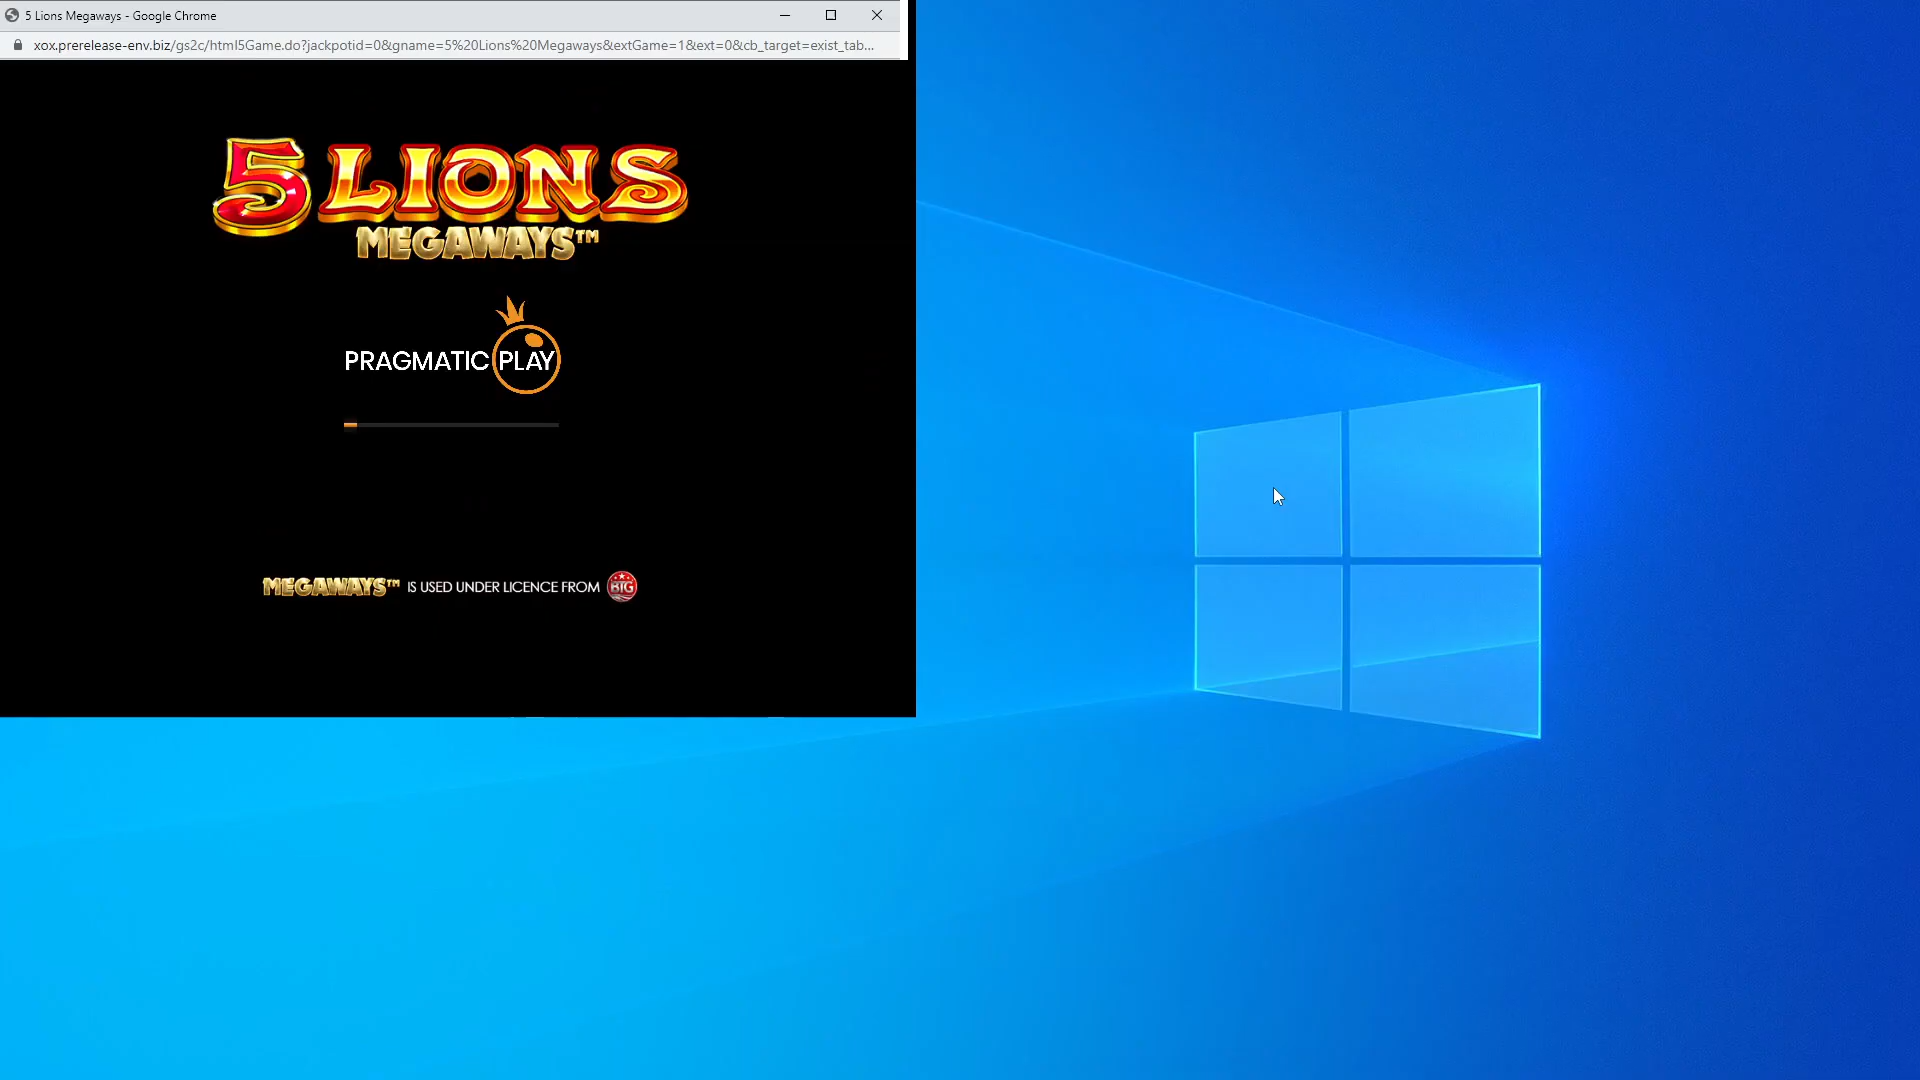 5 Lions Megaways - Google Chrome
xox.prerelease-env.biz/gs2c/html5Game.do?jackpotid=0&gname=5%20Lions%20Megaways&extGame=1&ext=0&cb_target=exist_tab...
5 LIONS
MEGAWAYS™
PRAGMATIC PLAY
MEGAWAYS™ IS USED UNDER LICENCE FROM BIG